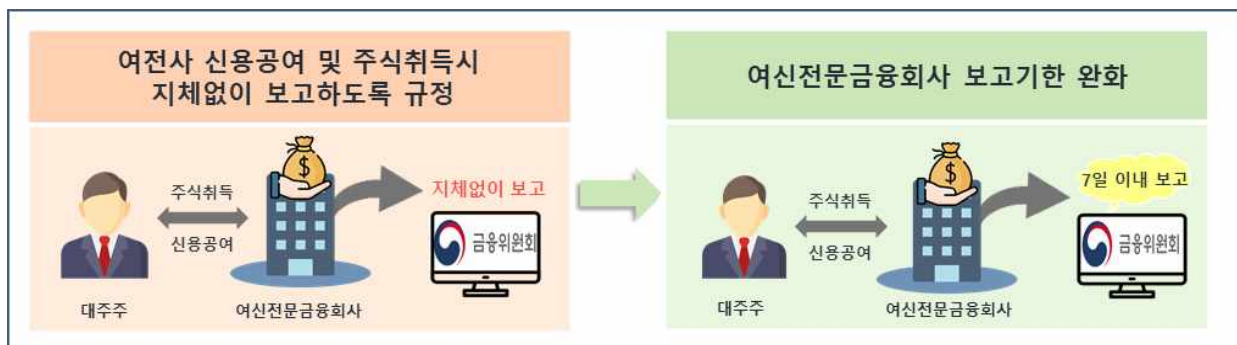 여전사 신용공여 및 주식취득시
지체없이 보고하도록 규정
주식취득
신용공여
$
지체없이 보고
금융위원회
대주주
여신전문금융회사
여신전문금융회사 보고기한 완화
주식취득
신용공여
$
7일 이내 보고
금융위원회
대주주
여신전문금융회사